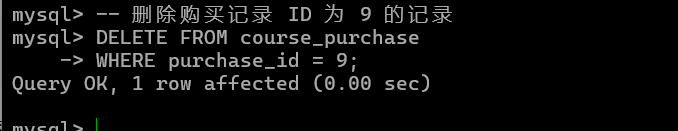 mysql> -- 删除购买记录 ID 为 9 的记录
mysql> DELETE FROM course_purchase
    -> WHERE purchase_id = 9;
Query OK, 1 row affected (0.00 sec)
mysql>